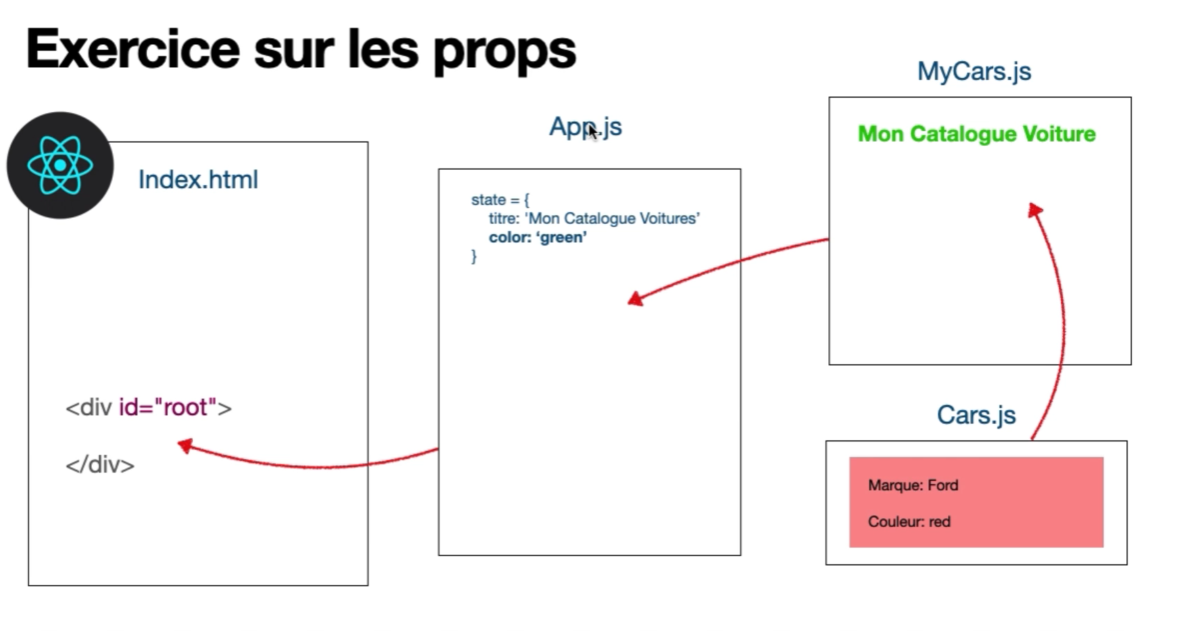 Exercice sur les props
Index.html
<div id="root">
</div>
App.js
state = {
titre: ‘Mon Catalogue Voitures’
color: ‘green’
}
MyCars.js
Mon Catalogue Voiture
Cars.js
Marque: Ford
Couleur: red